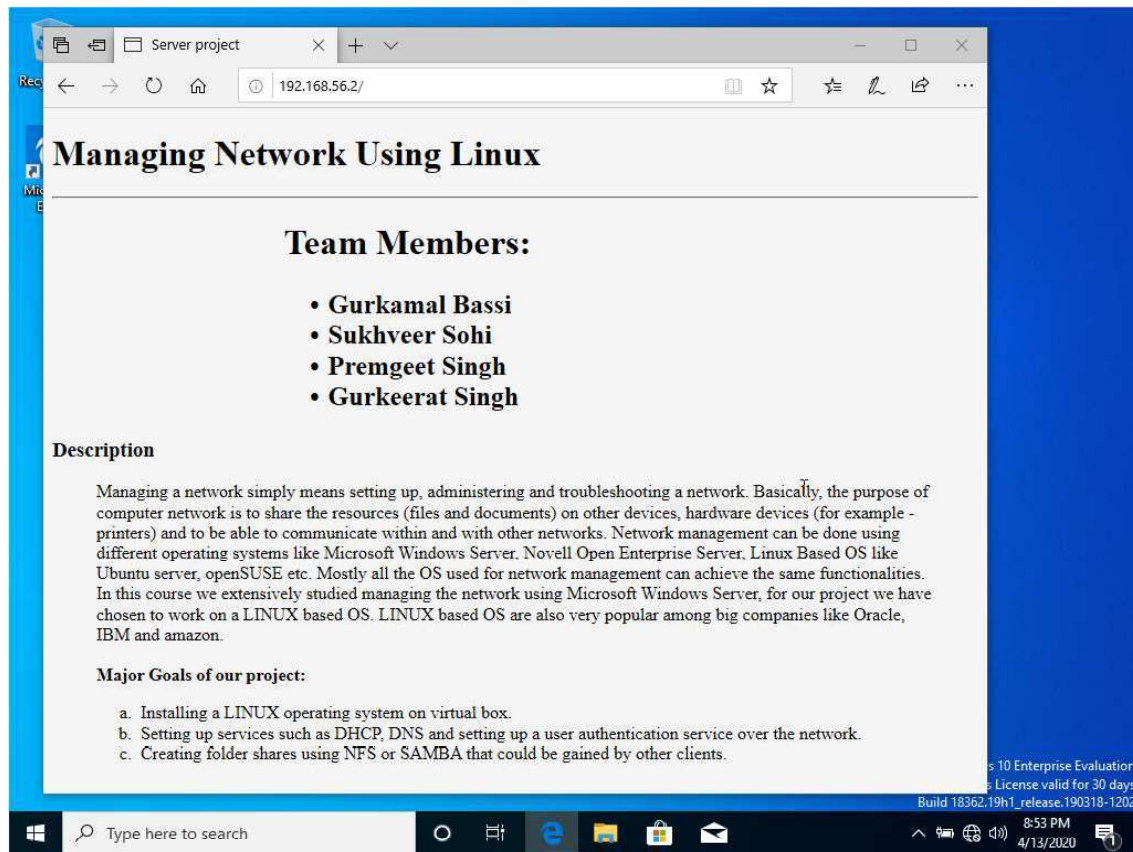 Server project
192.168.56.2/
Managing Network Using Linux
Team Members:
• Gurkamal Bassi
• Sukhveer Sohi
• Premgeet Singh
• Gurkeerat Singh
Description
Managing a network simply means setting up, administering and troubleshooting a network. Basically, the purpose of
computer network is to share the resources (files and documents) on other devices, hardware devices (for example -
printers) and to be able to communicate within and with other networks. Network management can be done using
different operating systems like Microsoft Windows Server, Novell Open Enterprise Server, Linux Based OS like
Ubuntu server, openSUSE etc. Mostly all the OS used for network management can achieve the same functionalities.
In this course we extensively studied managing the network using Microsoft Windows Server, for our project we have
chosen to work on a LINUX based OS. LINUX based OS are also very popular among big companies like Oracle,
IBM and amazon.
Major Goals of our project:
a. Installing a LINUX operating system on virtual box.
b. Setting up services such as DHCP, DNS and setting up a user authentication service over the network.
c. Creating folder shares using NFS or SAMBA that could be gained by other clients.
s 10 Enterprise Evaluation
s License valid for 30 days
Build 18362.19h1_release.190318-1202
Type here to search
8:53 PM
4/13/2020
1